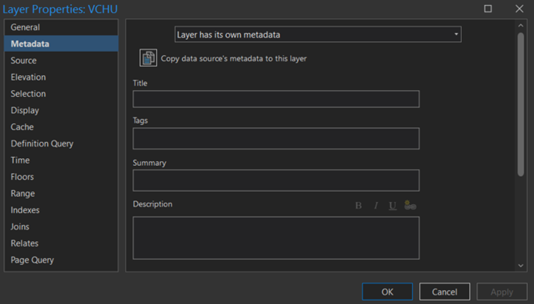 Layer Properties: VCHU
General
Metadata
Source
Elevation
Selection
Display
Cache
Definition Query
Time
Floors
Range
Indexes
Joins
Relates
Page Query
Layer has its own metadata
Copy data source's metadata to this layer
Title
Tags
Summary
Description
B I U
OK Cancel Apply